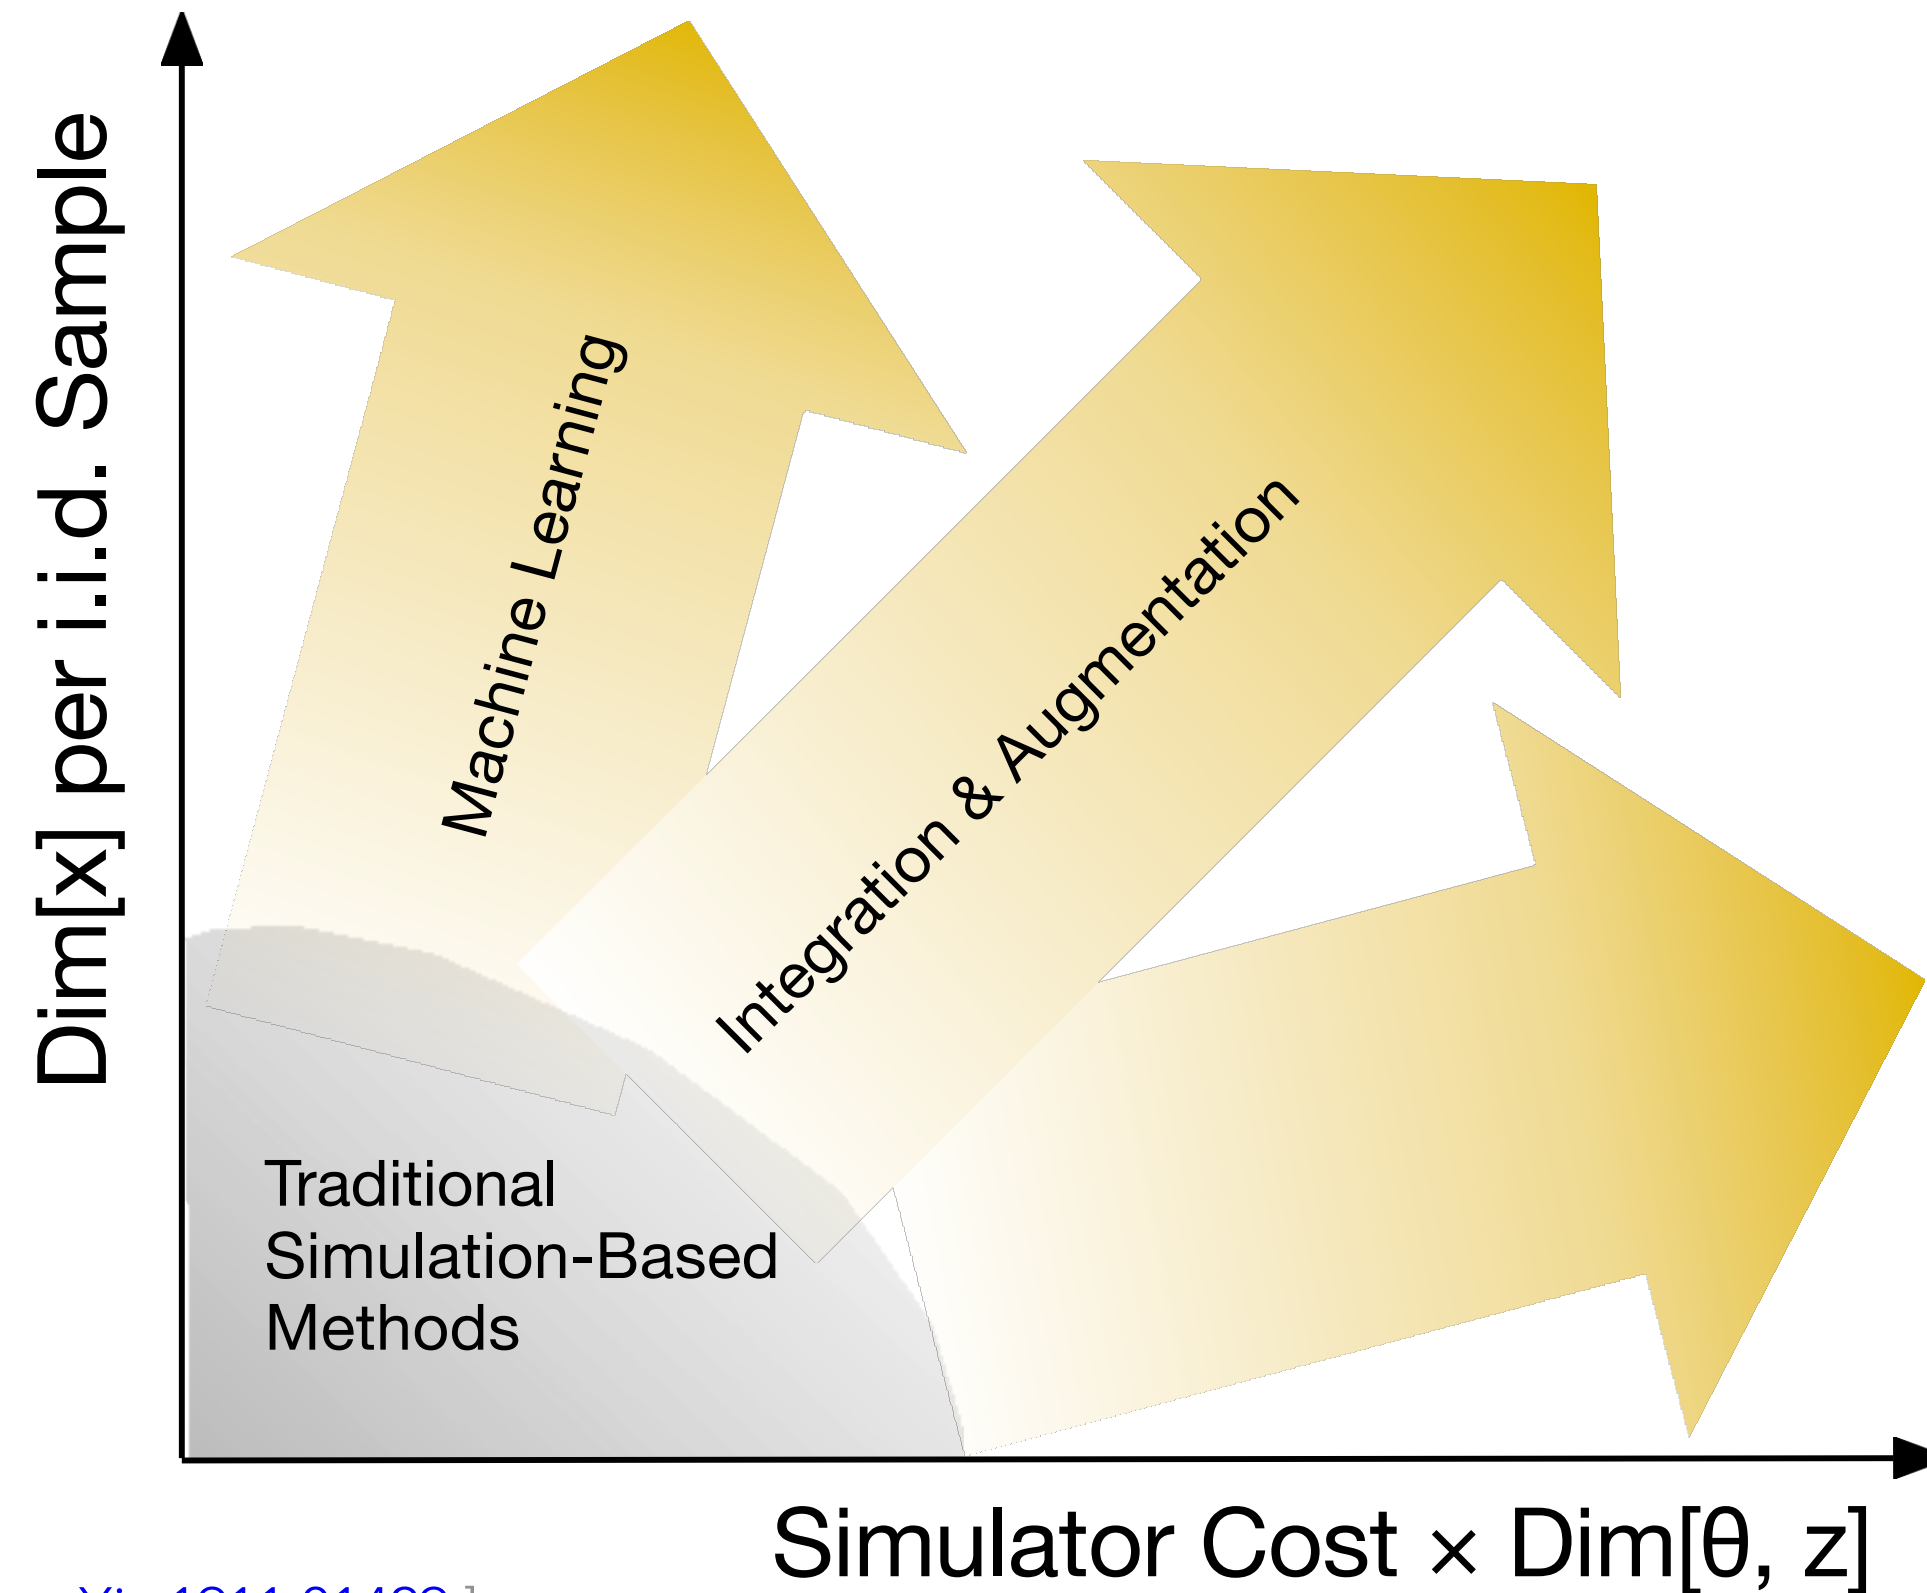 Dim[x] per i.i.d. Sample
Machine Learning
Integration & Augmentation
Traditional
Simulation-Based
Methods
Simulator Cost × Dim[θ, z]